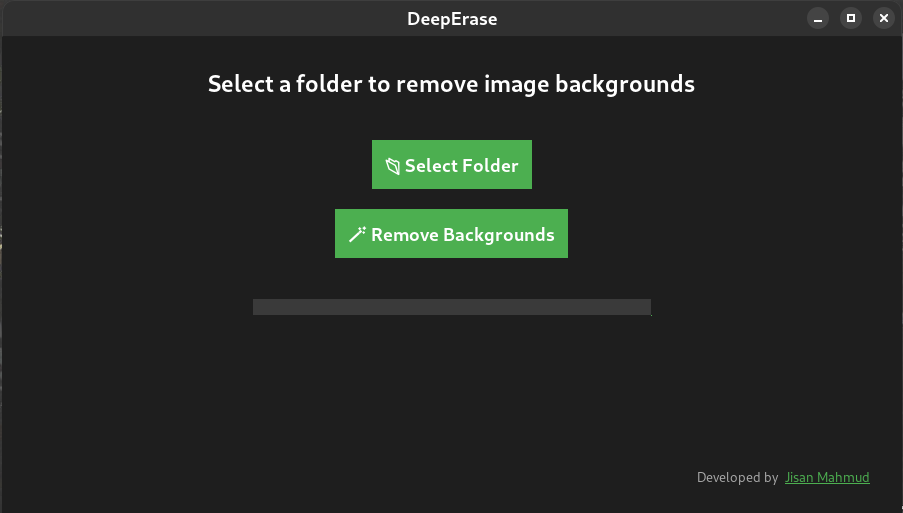 DeepErase
Select a folder to remove image backgrounds
Select Folder
Remove Backgrounds
Developed by Jisan Mahmud